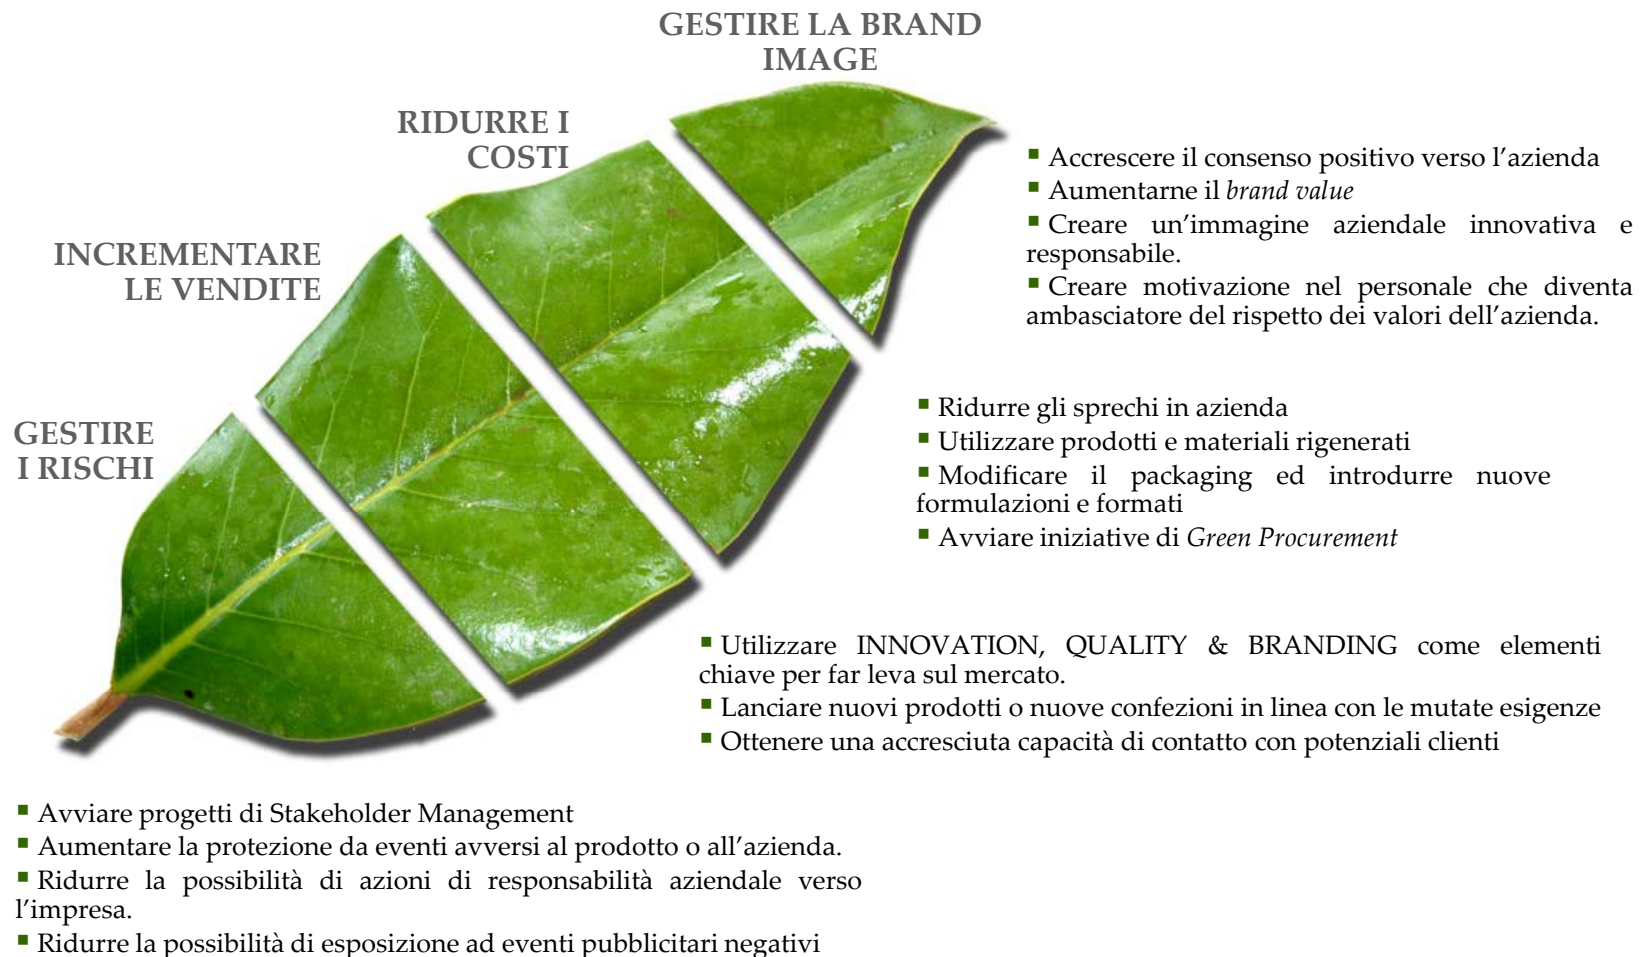 GESTIRE LA BRAND
IMAGE
RIDURRE I
COSTI
INCREMENTARE
LE VENDITE
GESTIRE
I RISCHI
▪ Accrescere il consenso positivo verso l’azienda
▪ Aumentarne il brand value
▪ Creare un’immagine aziendale innovativa e
responsabile.
▪ Creare motivazione nel personale che diventa
ambasciatore del rispetto dei valori dell’azienda.
▪ Ridurre gli sprechi in azienda
▪ Utilizzare prodotti e materiali rigenerati
▪ Modificare il packaging ed introdurre nuove
formulazioni e formati
▪ Avviare iniziative di Green Procurement
▪ Utilizzare INNOVATION, QUALITY & BRANDING come elementi
chiave per far leva sul mercato.
▪ Lanciare nuovi prodotti o nuove confezioni in linea con le mutate esigenze
▪ Ottenere una accresciuta capacità di contatto con potenziali clienti
▪ Avviare progetti di Stakeholder Management
▪ Aumentare la protezione da eventi avversi al prodotto o all’azienda.
▪ Ridurre la possibilità di azioni di responsabilità aziendale verso
l’impresa.
▪ Ridurre la possibilità di esposizione ad eventi pubblicitari negativi